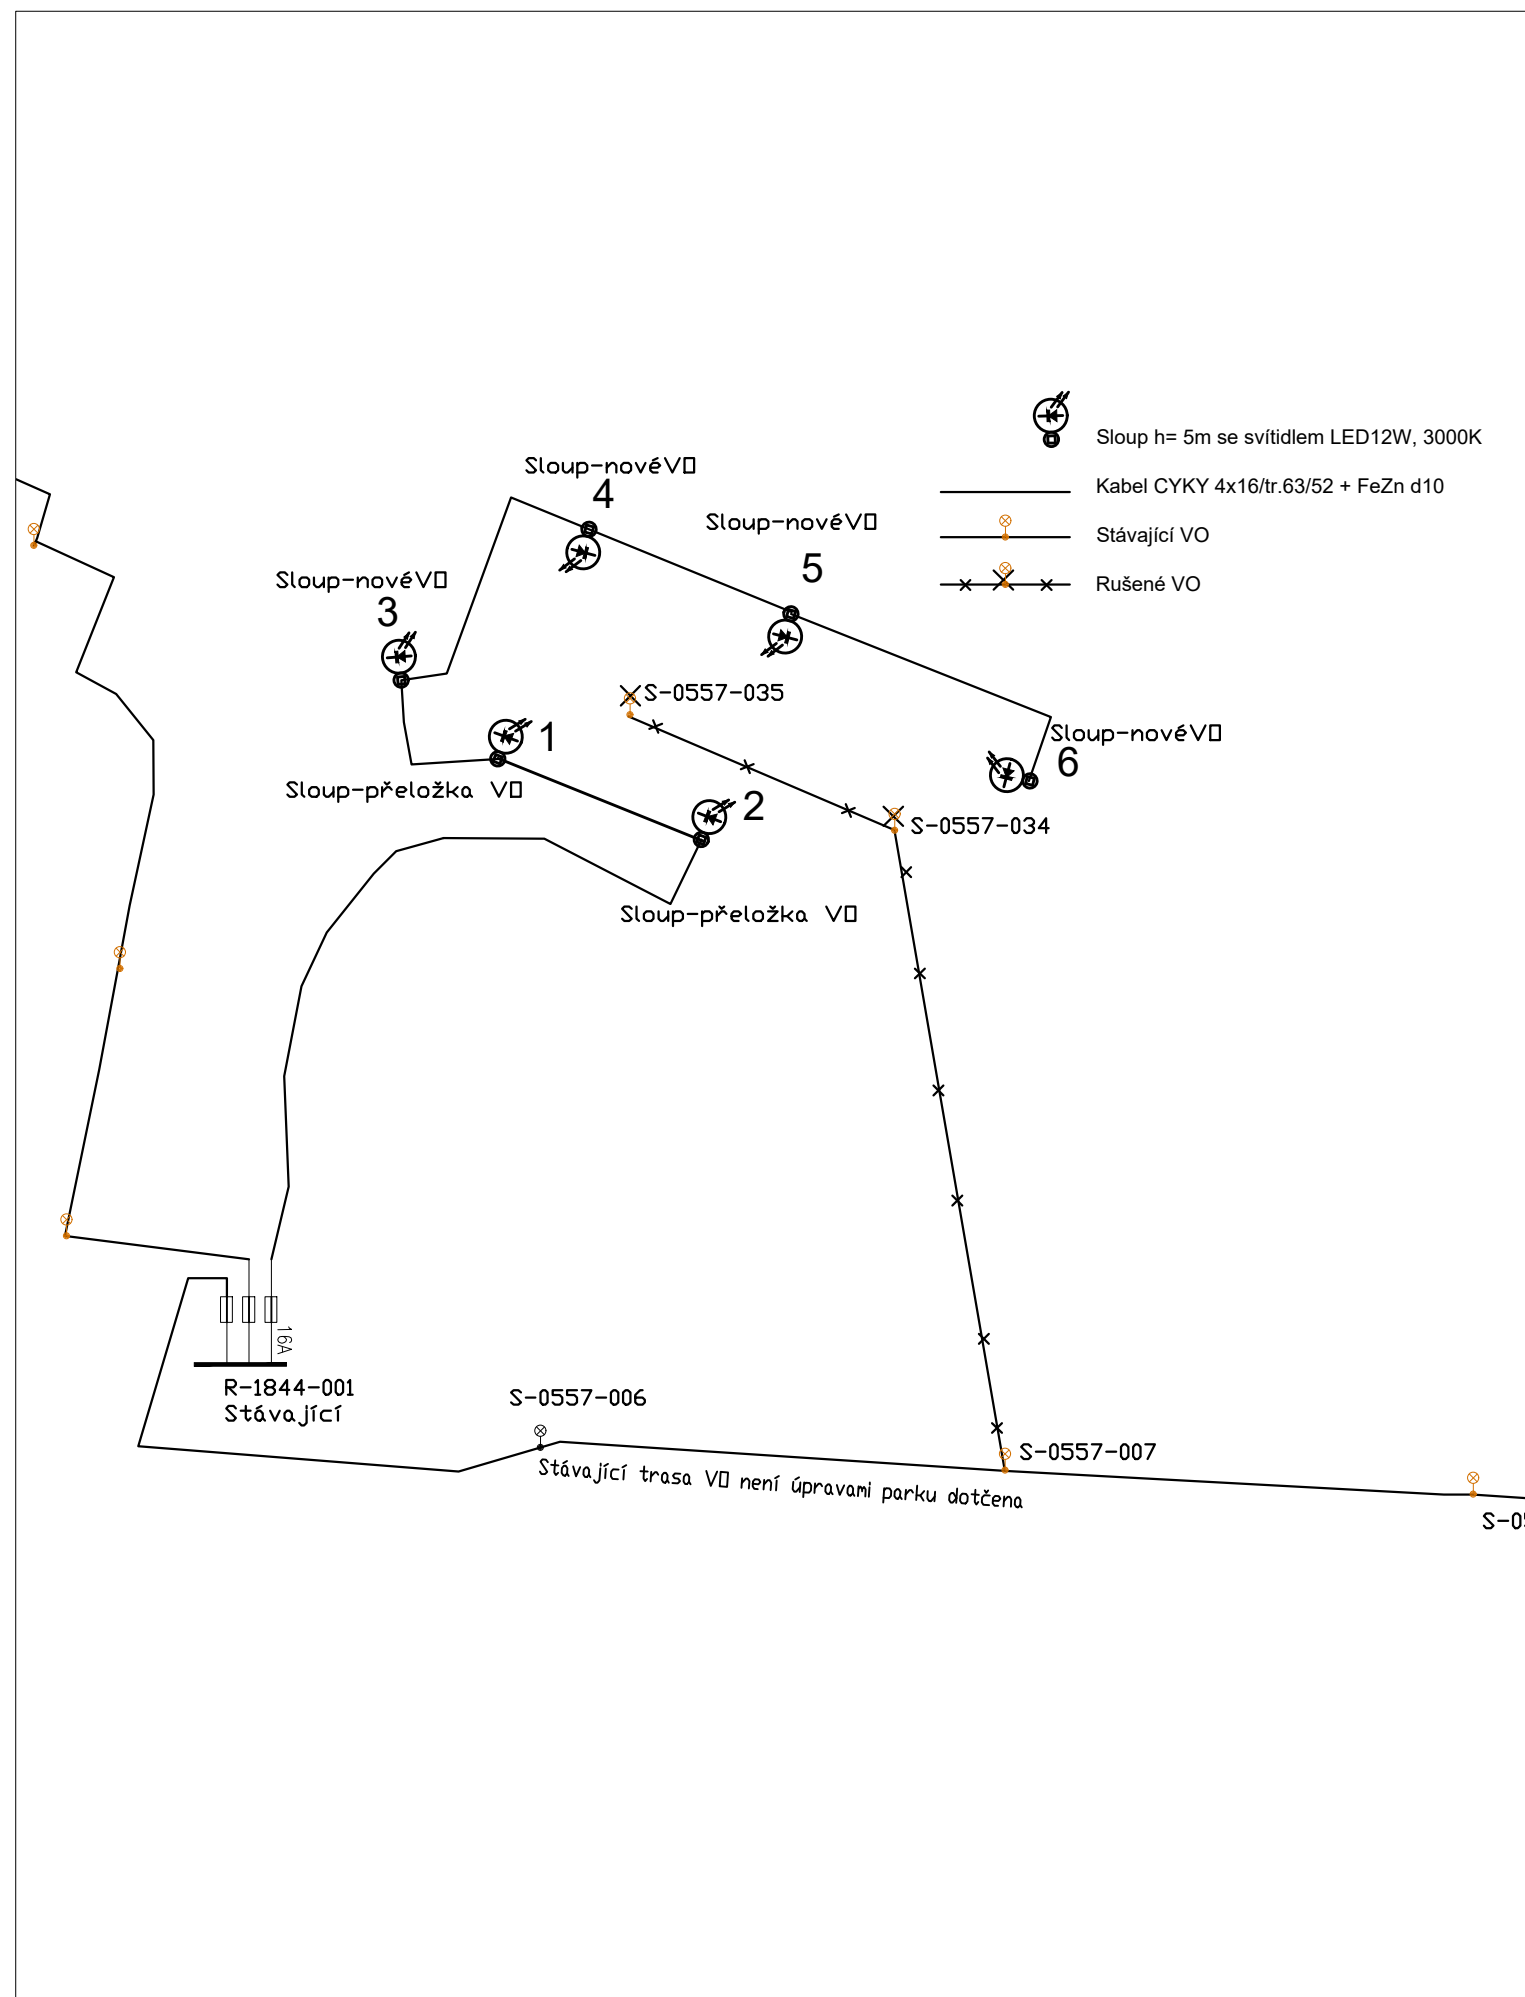 Sloup h= 5m se svítidlem LED12W, 3000K
Kabel CYKY 4x16/tr.63/52 + FeZn d10
Stávající VO
Rušené VO
Sloup-novéVO
4
Sloup-novéVO
5
Sloup-novéVO
3
S-0557-035
Sloup-novéVO
6
1
Sloup-přeložka VO
2
S-0557-034
Sloup-přeložka VO
16A
R-1844-001
Stávající
S-0557-006
S-0557-007
Stávající trasa VO není úpravami parku dotčena